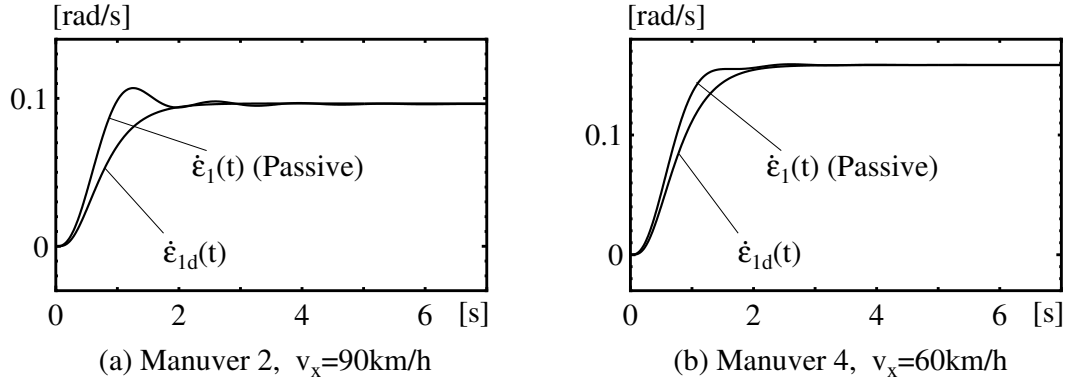 [rad/s]
0.1
0
ε̇₁(t) (Passive)
ε̇₁d(t)
0 2 4 6 [s]
(a) Manuver 2, vₓ=90km/h
[rad/s]
0.1
0
ε̇₁(t) (Passive)
ε̇₁d(t)
0 2 4 6 [s]
(b) Manuver 4, vₓ=60km/h